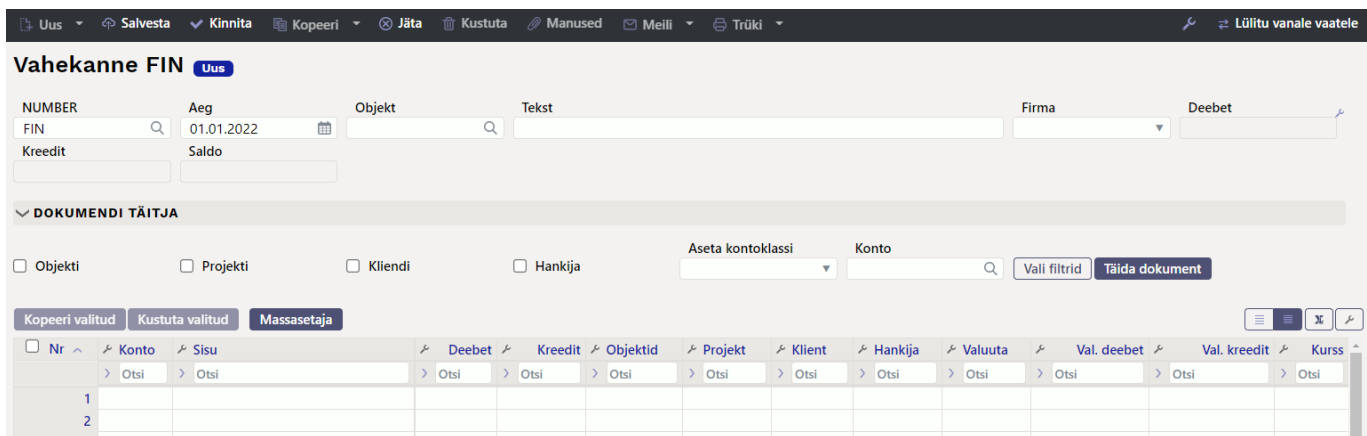 Uus Salvesta Kinnita Kopeeri Jäta Kustuta Manused Meili Trüki Lülitu vanale vaatele
Vahekanne FIN Uus
NUMBER Aeg Objekt Tekst Firma Deebet
FIN 01.01.2022
Kreedit Saldo
DOKUMENDI TÄITJA
Aseta kontoklassi Konto
Objekti Projekti Kliendi Hankija Vali filtrid Täida dokument
Kopeeri valitud Kustuta valitud Massasetaja
Nr Konto Sisu Deebet Kreedit Objektid Projekt Klient Hankija Valuuta Val. deebet Val. kreedit Kurss
Otsi Otsi Otsi Otsi Otsi Otsi Otsi Otsi Otsi Otsi Otsi Otsi
1
2